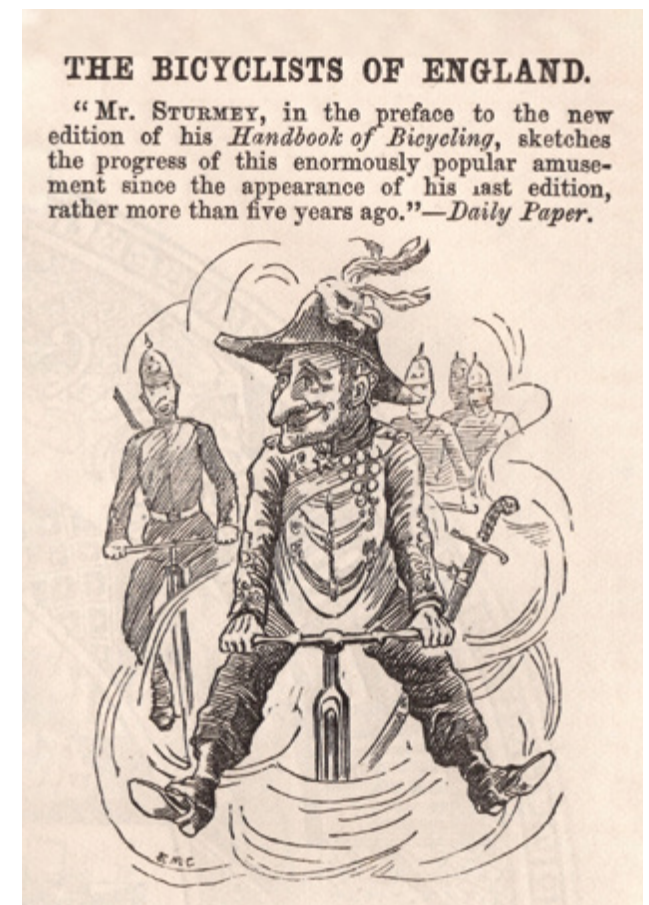 THE BICYCLISTS OF ENGLAND.
“Mr. STURMEY, in the preface to the new
edition of his Handbook of Bicycling, sketches
the progress of this enormously popular amuse-
ment since the appearance of his last edition,
rather more than five years ago.”—Daily Paper.
E.M.C